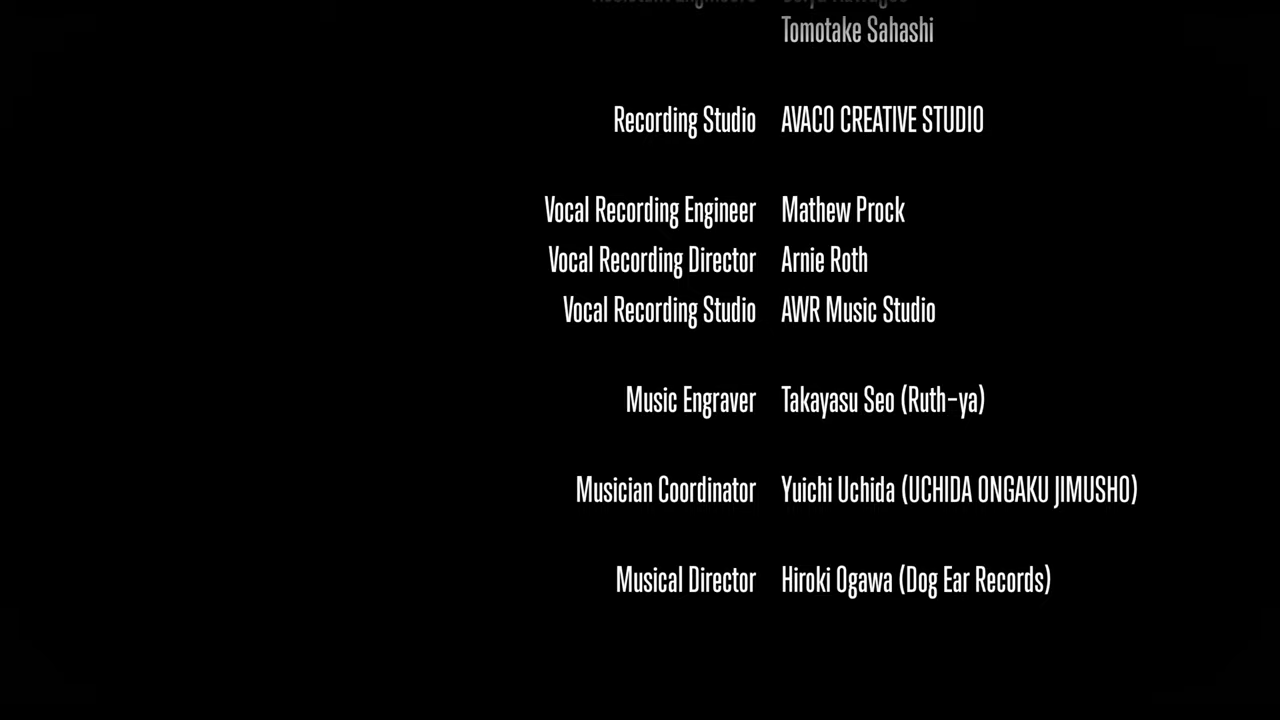 Tomotake Sahashi
Recording Studio AVACO CREATIVE STUDIO
Vocal Recording Engineer Mathew Prock
Vocal Recording Director Arnie Roth
Vocal Recording Studio AWR Music Studio
Music Engraver Takayasu Seo (Ruth-ya)
Musician Coordinator Yuichi Uchida (UCHIDA ONGAKU JIMUSHO)
Musical Director Hiroki Ogawa (Dog Ear Records)